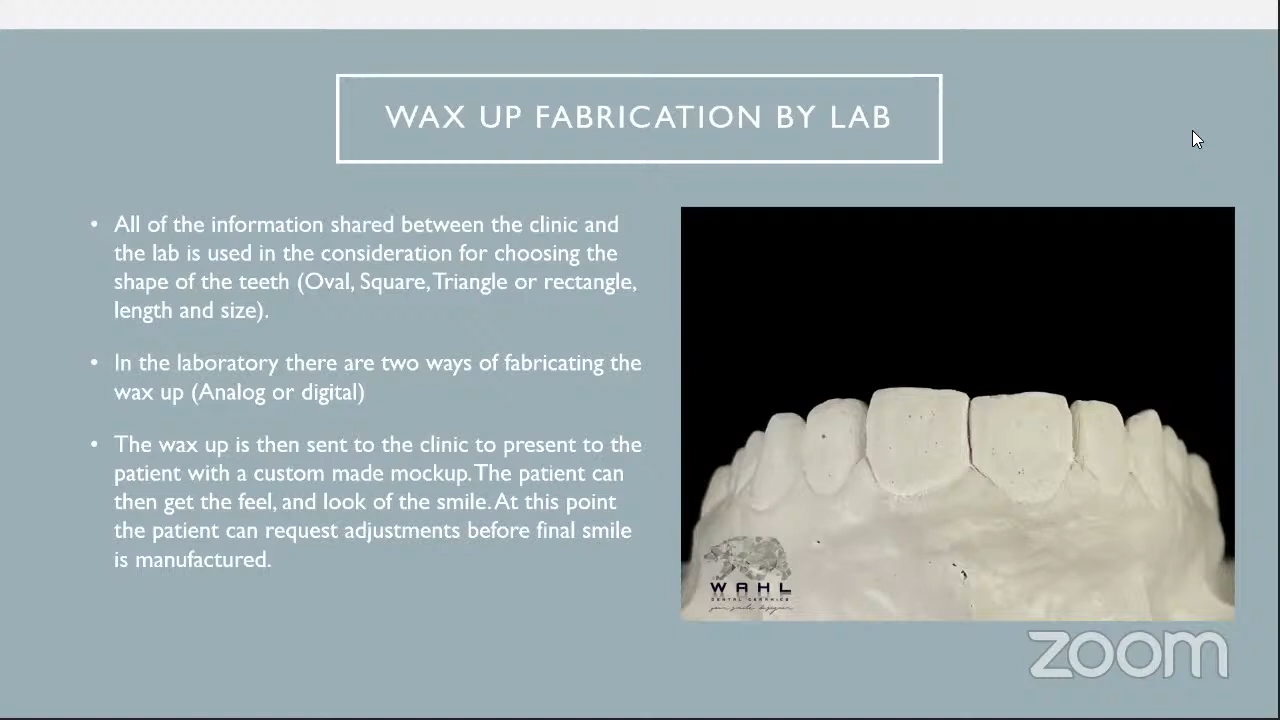 WAX UP FABRICATION BY LAB
• All of the information shared between the clinic and
the lab is used in the consideration for choosing the
shape of the teeth (Oval, Square, Triangle or rectangle,
length and size).
• In the laboratory there are two ways of fabricating the
wax up (Analog or digital)
• The wax up is then sent to the clinic to present to the
patient with a custom made mockup. The patient can
then get the feel, and look of the smile. At this point
the patient can request adjustments before final smile
is manufactured.
WAHL
DENTAL CERAMICS
your smile designer
zoom